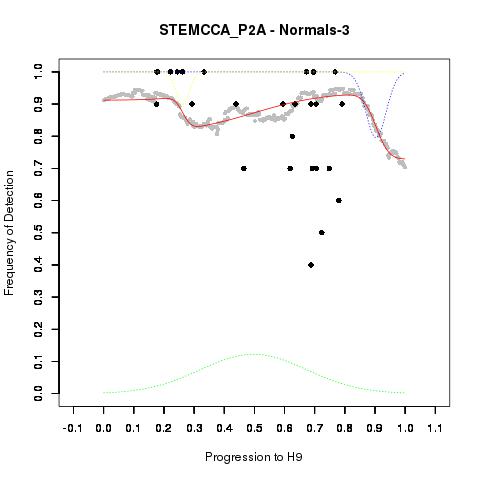 STEMCCA_P2A - Normals-3
Frequency of Detection
1.0
0.9
0.8
0.7
0.6
0.5
0.4
0.3
0.2
0.1
0.0
-0.1 0.0 0.1 0.2 0.3 0.4 0.5 0.6 0.7 0.8 0.9 1.0 1.1
Progression to H9